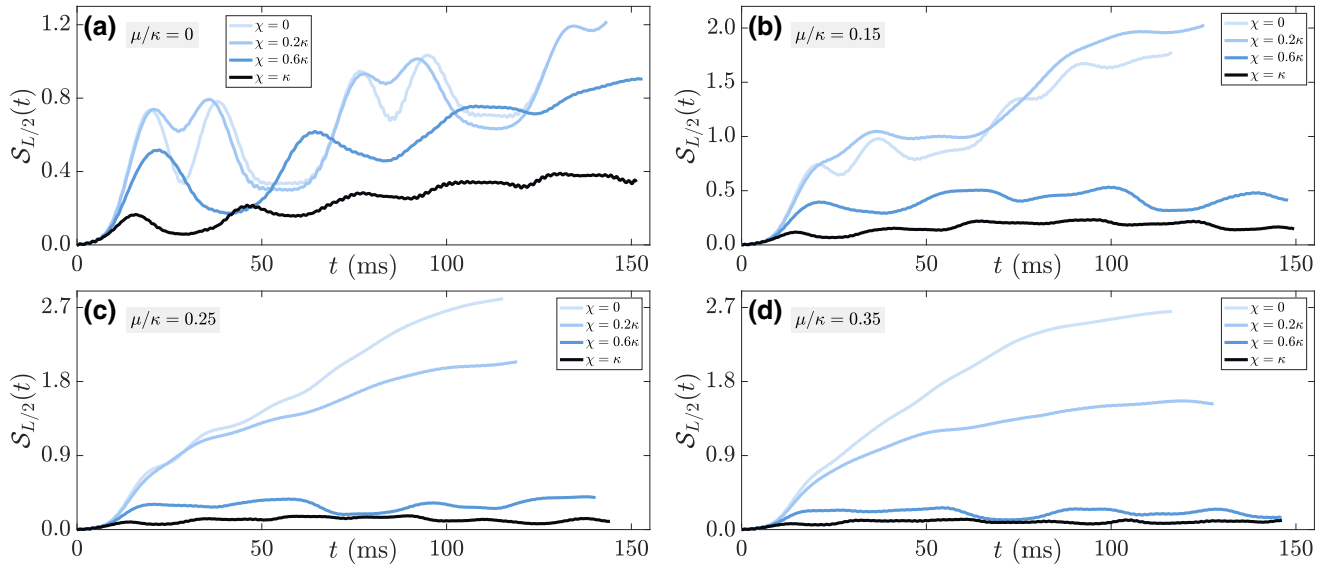 (a)
μ/κ = 0
χ = 0
χ = 0.2κ
χ = 0.6κ
χ = κ
1.2
0.8
0.4
0.0
S_{L/2}(t)
0
50
100
150
t (ms)
(b)
μ/κ = 0.15
χ = 0
χ = 0.2κ
χ = 0.6κ
χ = κ
2.0
1.5
1.0
0.5
0.0
S_{L/2}(t)
0
50
100
150
t (ms)
(c)
μ/κ = 0.25
χ = 0
χ = 0.2κ
χ = 0.6κ
χ = κ
2.7
1.8
0.9
0.0
S_{L/2}(t)
0
50
100
150
t (ms)
(d)
μ/κ = 0.35
χ = 0
χ = 0.2κ
χ = 0.6κ
χ = κ
2.7
1.8
0.9
0.0
S_{L/2}(t)
0
50
100
150
t (ms)